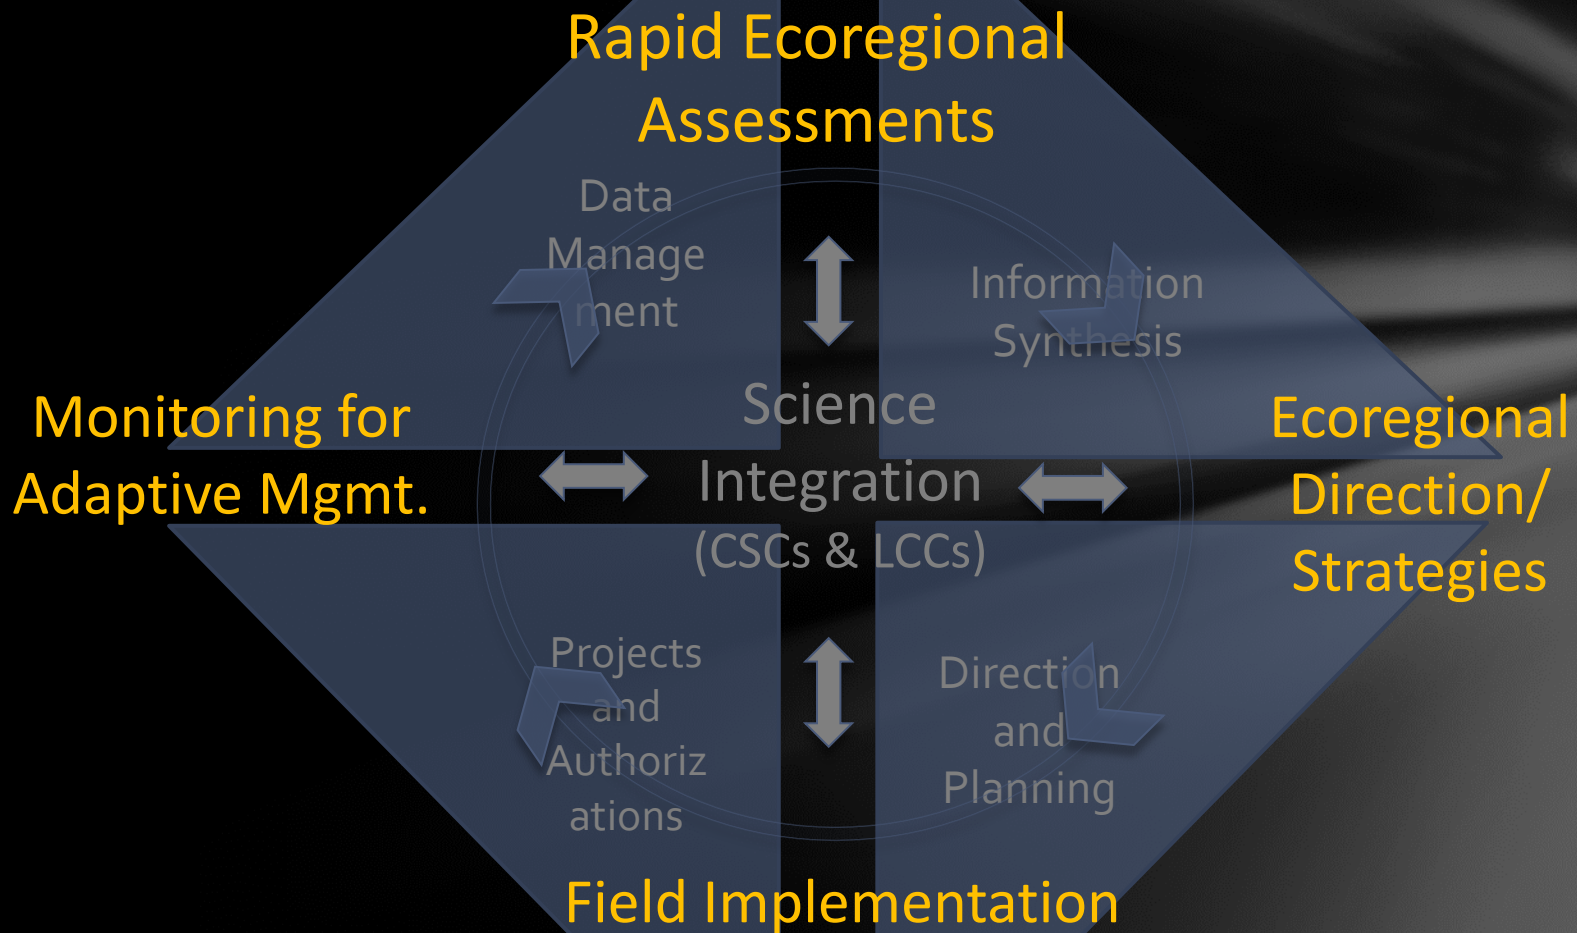 Rapid Ecoregional
Assessments
Data
Manage
ment
Information
Synthesis
Monitoring for
Adaptive Mgmt.
Science
Integration
(CSCs & LCCs)
Ecoregional
Direction/
Strategies
Projects
and
Authoriz
ations
Direction
and
Planning
Field Implementation